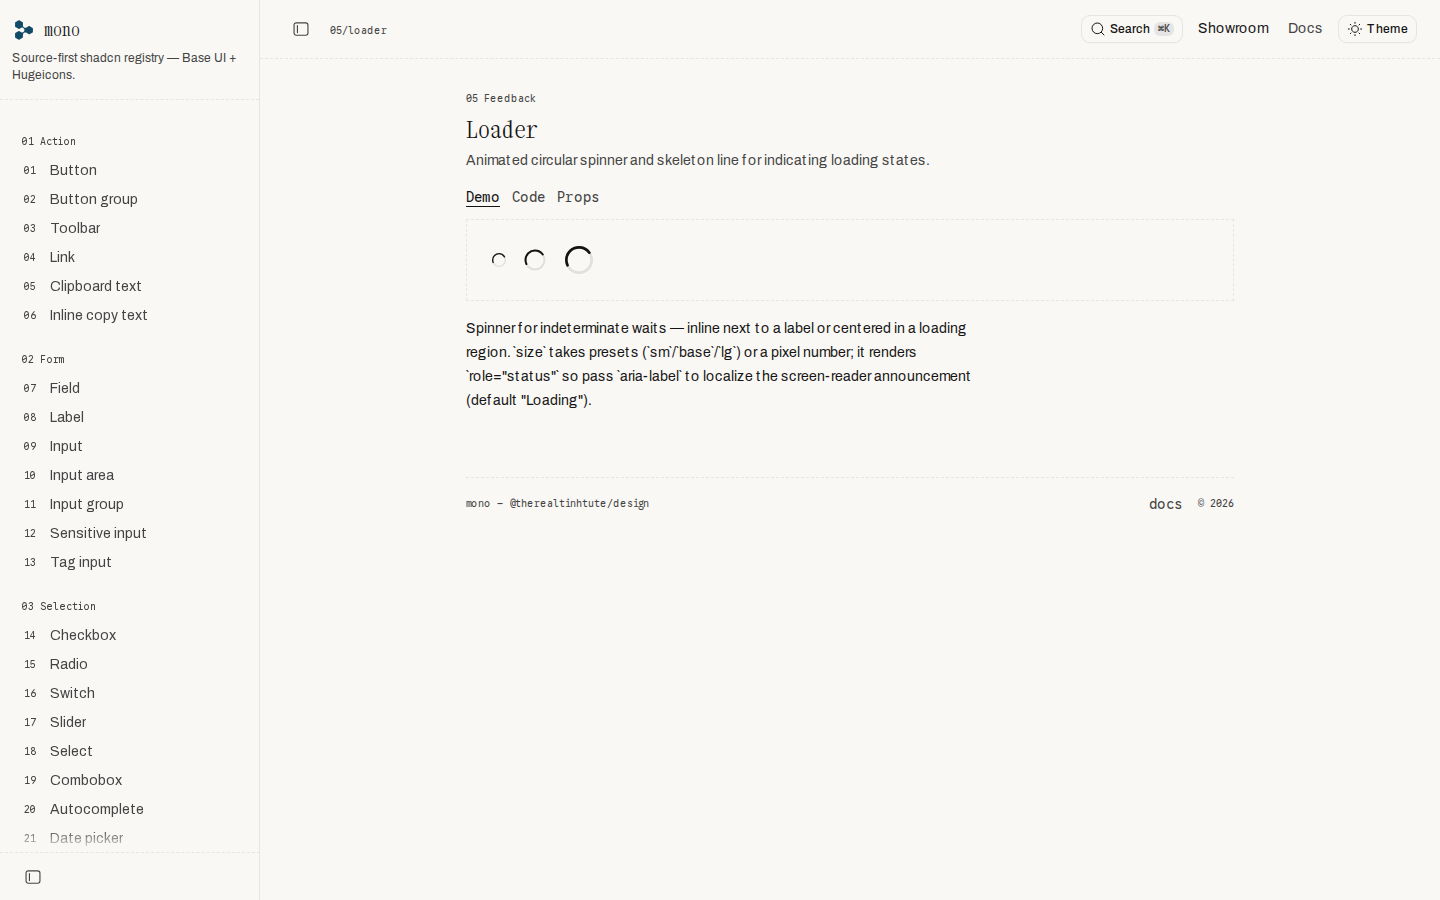 mono
Source-first shadcn registry — Base UI +
Hugeicons.
01 Action
01 Button
02 Button group
03 Toolbar
04 Link
05 Clipboard text
06 Inline copy text
02 Form
07 Field
08 Label
09 Input
10 Input area
11 Input group
12 Sensitive input
13 Tag input
03 Selection
14 Checkbox
15 Radio
16 Switch
17 Slider
18 Select
19 Combobox
20 Autocomplete
21 Date picker
05/loader
Search ⌘K
Showroom
Docs
Theme
05 Feedback
Loader
Animated circular spinner and skeleton line for indicating loading states.
Demo Code Props
Spinner for indeterminate waits — inline next to a label or centered in a loading
region. `size` takes presets (`sm`/`base`/`lg`) or a pixel number; it renders
`role="status"` so pass `aria-label` to localize the screen-reader announcement
(default "Loading").
mono — @therealtinhtute/design
docs © 2026